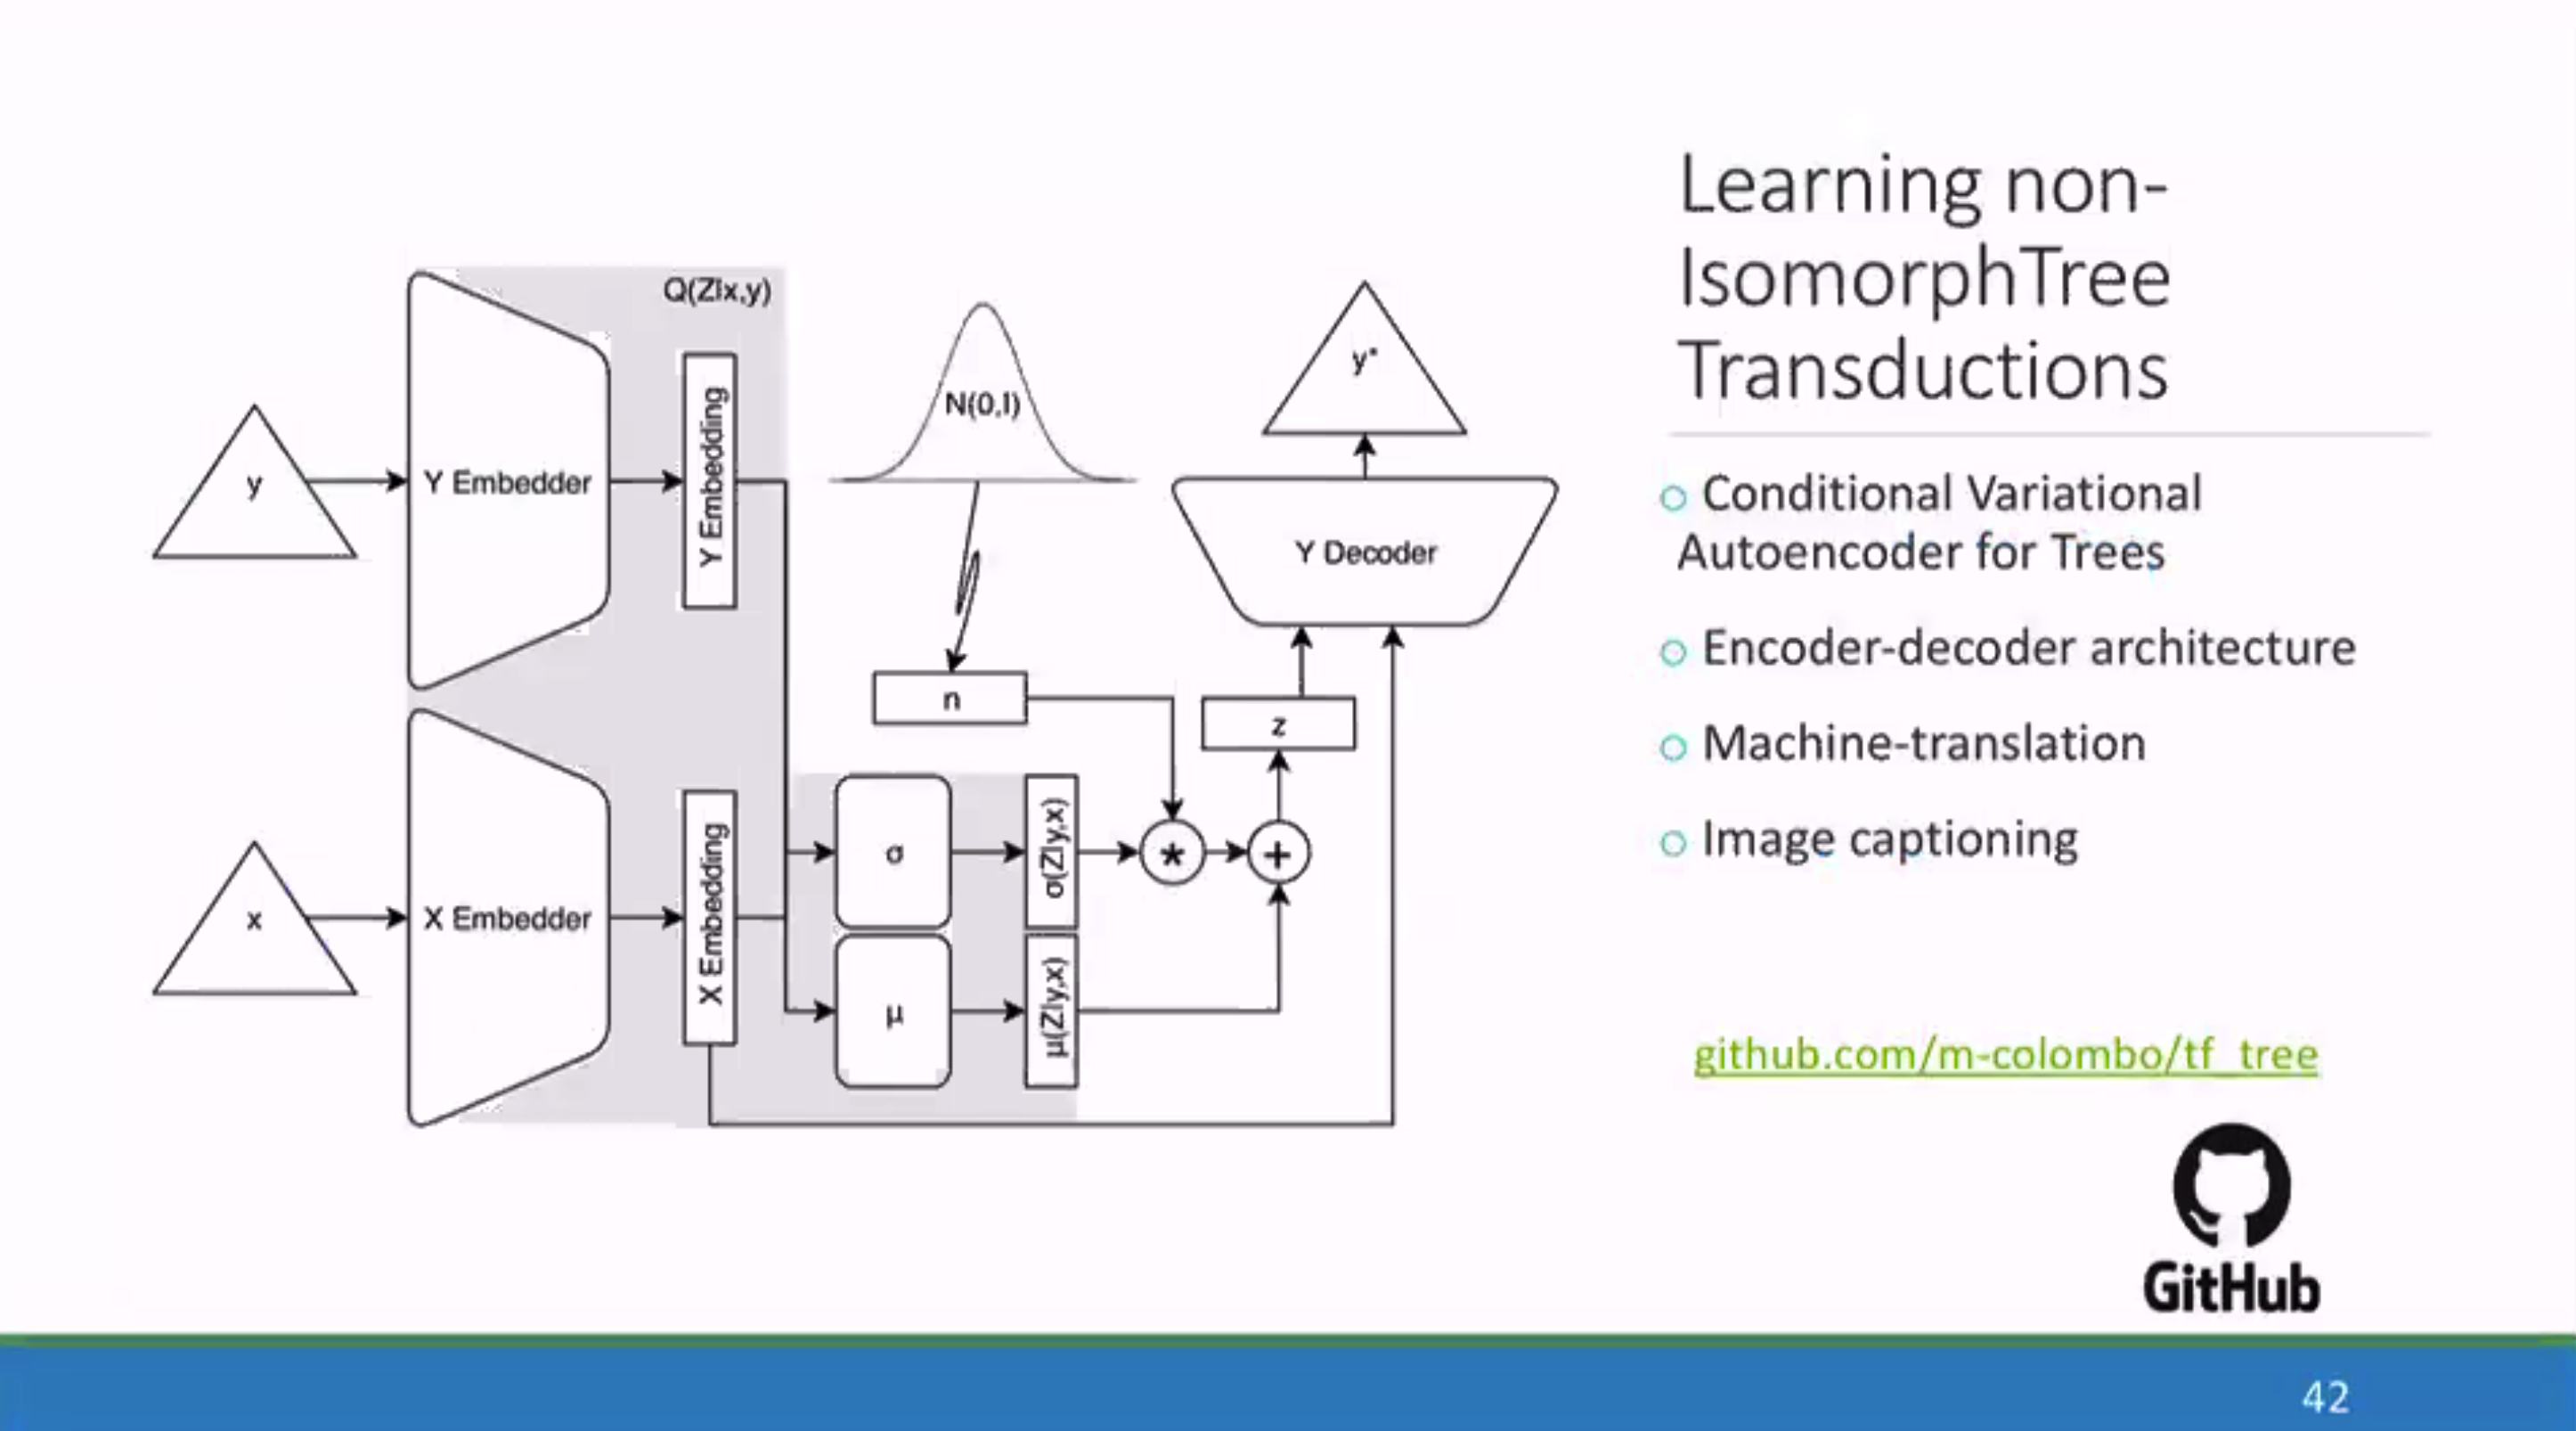 Learning non-
IsomorphTree
Transductions
Conditional Variational
Autoencoder for Trees
Encoder-decoder architecture
Machine-translation
Image captioning
github.com/m-colombo/tf_tree
GitHub
Q(Z|x,y)
y
Y Embedder
Y Embedding
N(0,I)
y*
Y Decoder
n
z
x
X Embedder
X Embedding
σ
σ(Z|y,x)
*
+
μ
μ(Z|y,x)
42